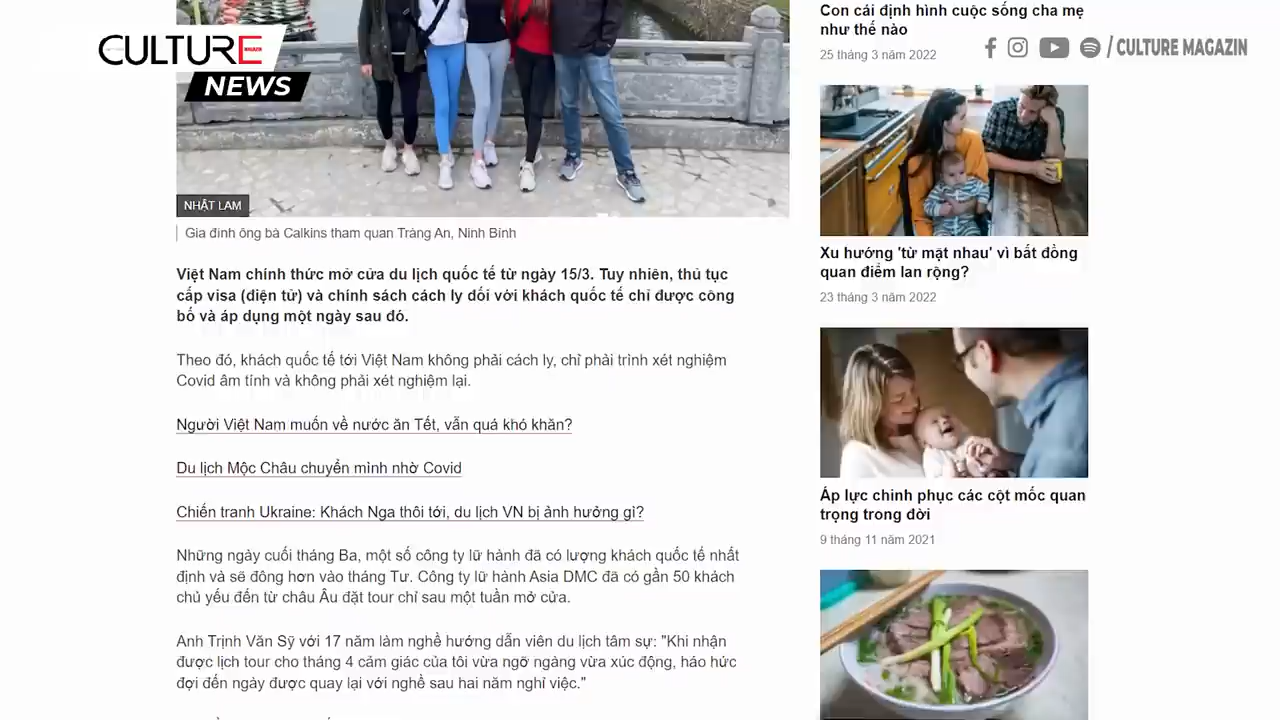 CULTURE
NEWS
/ CULTURE MAGAZIN
NHẬT LAM
Gia đình ông bà Calkins tham quan Tràng An, Ninh Bình
Việt Nam chính thức mở cửa du lịch quốc tế từ ngày 15/3. Tuy nhiên, thủ tục
cấp visa (điện tử) và chính sách cách ly đối với khách quốc tế chỉ được công
bố và áp dụng một ngày sau đó.
Theo đó, khách quốc tế tới Việt Nam không phải cách ly, chỉ phải trình xét nghiệm
Covid âm tính và không phải xét nghiệm lại.
Người Việt Nam muốn về nước ăn Tết, vẫn quá khó khăn?
Du lịch Mộc Châu chuyển mình nhờ Covid
Chiến tranh Ukraine: Khách Nga thôi tới, du lịch VN bị ảnh hưởng gì?
Những ngày cuối tháng Ba, một số công ty lữ hành đã có lượng khách quốc tế nhất
định và sẽ đông hơn vào tháng Tư. Công ty lữ hành Asia DMC đã có gần 50 khách
chủ yếu đến từ châu Âu đặt tour chỉ sau một tuần mở cửa.
Anh Trịnh Văn Sỹ với 17 năm làm nghề hướng dẫn viên du lịch tâm sự: "Khi nhận
được lịch tour cho tháng 4 cảm giác của tôi vừa ngỡ ngàng vừa xúc động, háo hức
đợi đến ngày được quay lại với nghề sau hai năm nghỉ việc."
Con cái định hình cuộc sống cha mẹ
như thế nào
25 tháng 3 năm 2022
Xu hướng 'từ mặt nhau' vì bất đồng
quan điểm lan rộng?
23 tháng 3 năm 2022
Áp lực chinh phục các cột mốc quan
trọng trong đời
9 tháng 11 năm 2021